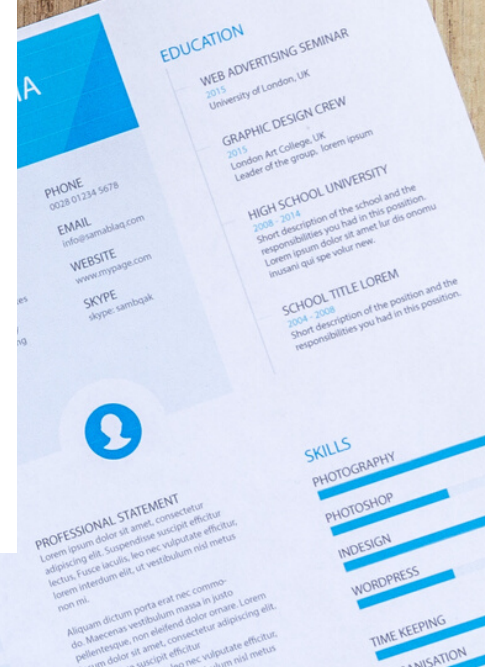 EDUCATION
WEB ADVERTISING SEMINAR
2015
University of London, UK
GRAPHIC DESIGN CREW
2015
London Art College, UK
Leader of the group, lorem ipsum
HIGH SCHOOL UNIVERSITY
2008 - 2014
Short description of the school and the
responsibilities you had in this possition.
Lorem ipsum dolor sit amet lur dis onomu
inusani qui spe volur new.
SCHOOL TITLE LOREM
2004 - 2008
Short description of the position and the
responsibilities you had in this possition.
PHONE
0028 01234 5678
EMAIL
info@samablaq.com
WEBSITE
www.mypage.com
SKYPE
skype: sambqak
PROFESSIONAL STATEMENT
Lorem ipsum dolor sit amet, consectetur
adipiscing elit. Suspendisse suscipit efficitur
lectus. Fusce iaculis, leo nec vulputate efficitur,
lorem interdum elit, ut vestibulum nisl metus
non mi.
Aliquam dictum porta erat nec commo-
do. Maecenas vestibulum massa in justo
pellentesque, non eleifend dolor ornare. Lorem
dolor sit amet, consectetur adipiscing elit.
suscipit efficitur
nec vulputate efficitur,
nisl metus
SKILLS
PHOTOGRAPHY
PHOTOSHOP
INDESIGN
WORDPRESS
TIME KEEPING